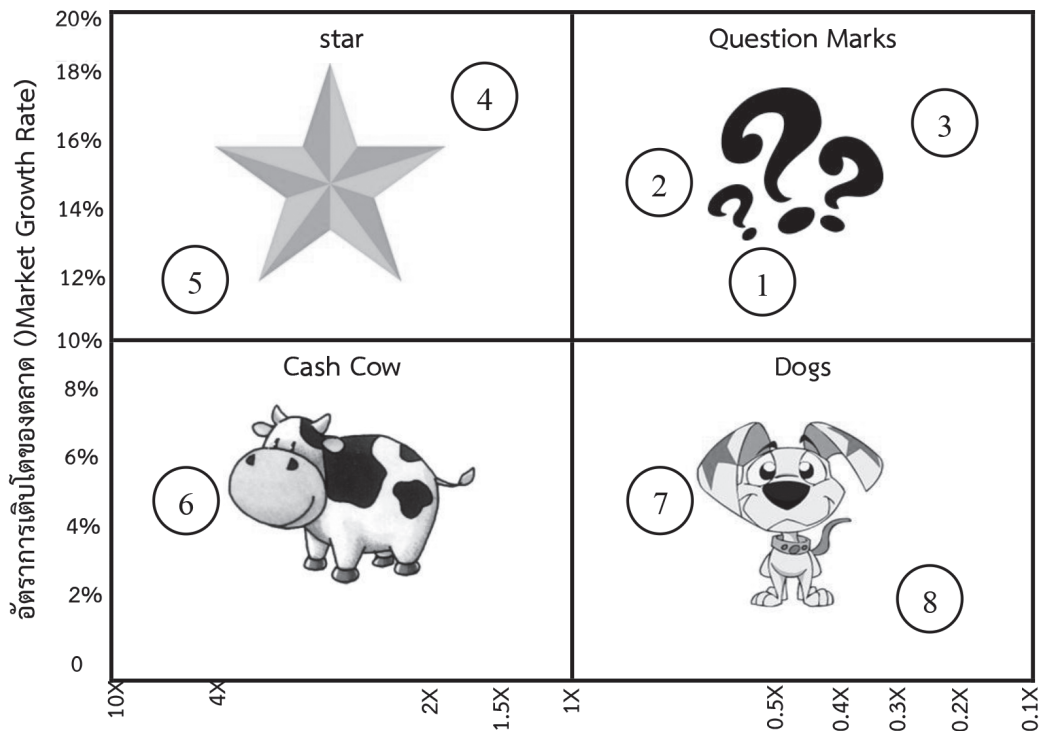 20%
star
Question Marks
18%
4
3
16%
2
14%
5
12%
1
10%
Cash Cow
Dogs
8%
6%
6
7
4%
2%
8
0
อัตราการเติบโตของตลาด ()Market Growth Rate)
10X
4X
2X
1.5X
1X
0.5X
0.4X
0.3X
0.2X
0.1X